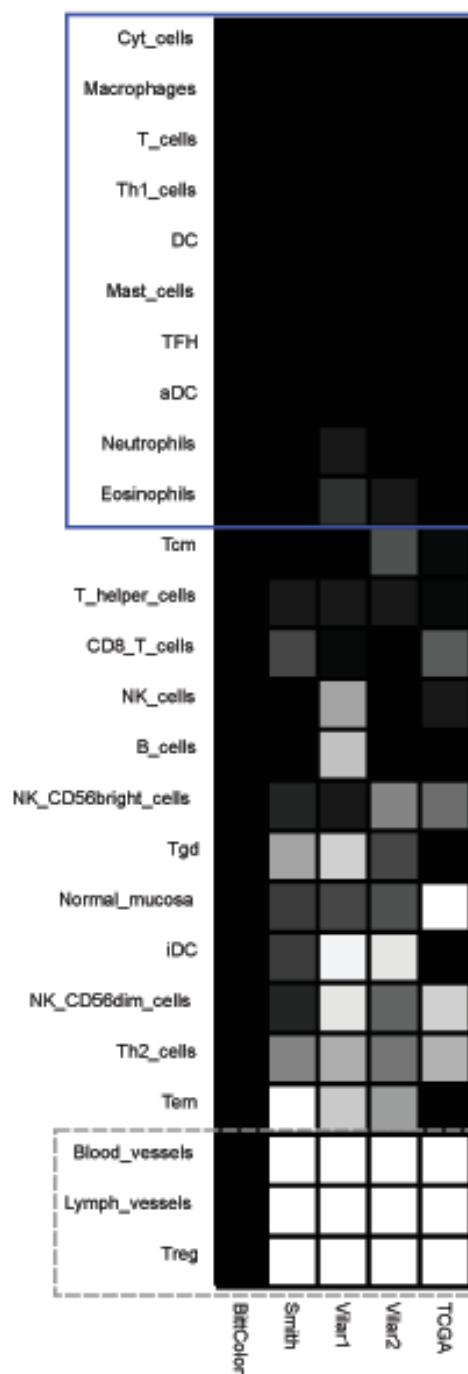 Cyt_cells
Macrophages
T_cells
Th1_cells
DC
Mast_cells
TFH
aDC
Neutrophils
Eosinophils
Tcm
T_helper_cells
CD8_T_cells
NK_cells
B_cells
NK_CD56bright_cells
Tgd
Normal_mucosa
iDC
NK_CD56dim_cells
Th2_cells
Tem
Blood_vessels
Lymph_vessels
Treg
BittColor
Smith
Vilar1
Vilar2
TCGA